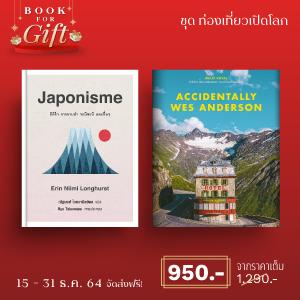 BOOK
FOR
Gift
ชุด ท่องเที่ยวเปิดโลก
Japonisme
Erin Niimi Longhurst
WALLY KOVAL
ACCIDENTALLY
WES ANDERSON
15 - 31 ธ.ค. 64 จัดส่งฟรี!
950.-
จากราคาเต็ม
1,290.-